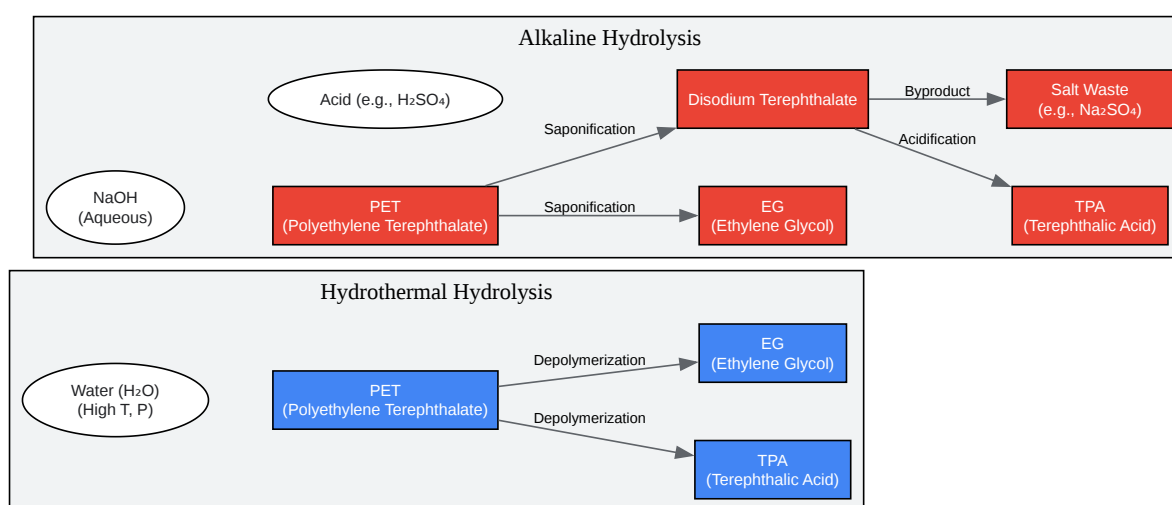 Alkaline Hydrolysis
Acid (e.g., H₂SO₄)
Disodium Terephthalate
Byproduct
Salt Waste
(e.g., Na₂SO₄)
Saponification
Acidification
NaOH
(Aqueous)
PET
(Polyethylene Terephthalate)
Saponification
EG
(Ethylene Glycol)
TPA
(Terephthalic Acid)
Hydrothermal Hydrolysis
Water (H₂O)
(High T, P)
PET
(Polyethylene Terephthalate)
Depolymerization
EG
(Ethylene Glycol)
Depolymerization
TPA
(Terephthalic Acid)